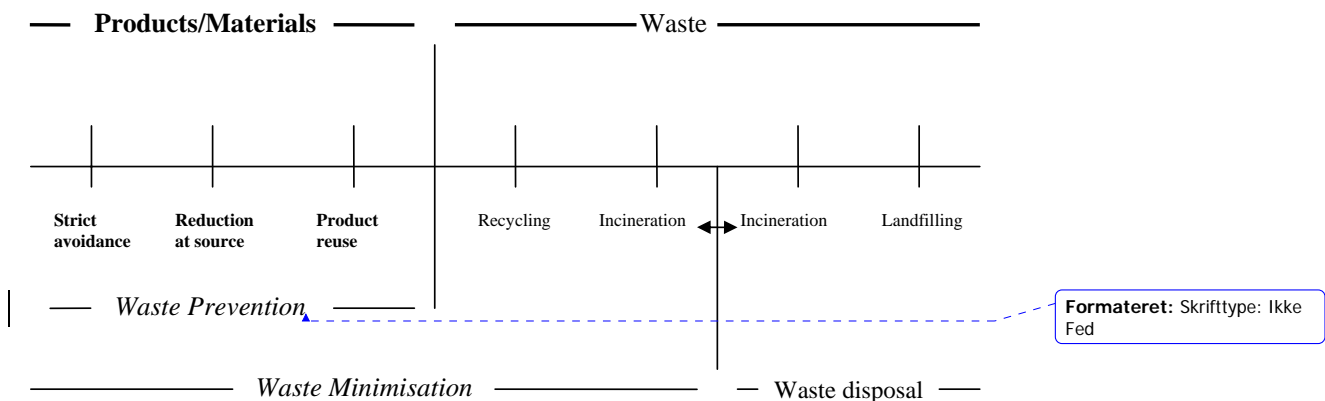 Products/Materials
Waste
Strict
avoidance
Reduction
at source
Product
reuse
Recycling
Incineration
Incineration
Landfilling
Waste Prevention
Formateret: Skrifttype: Ikke
Fed
Waste Minimisation
Waste disposal